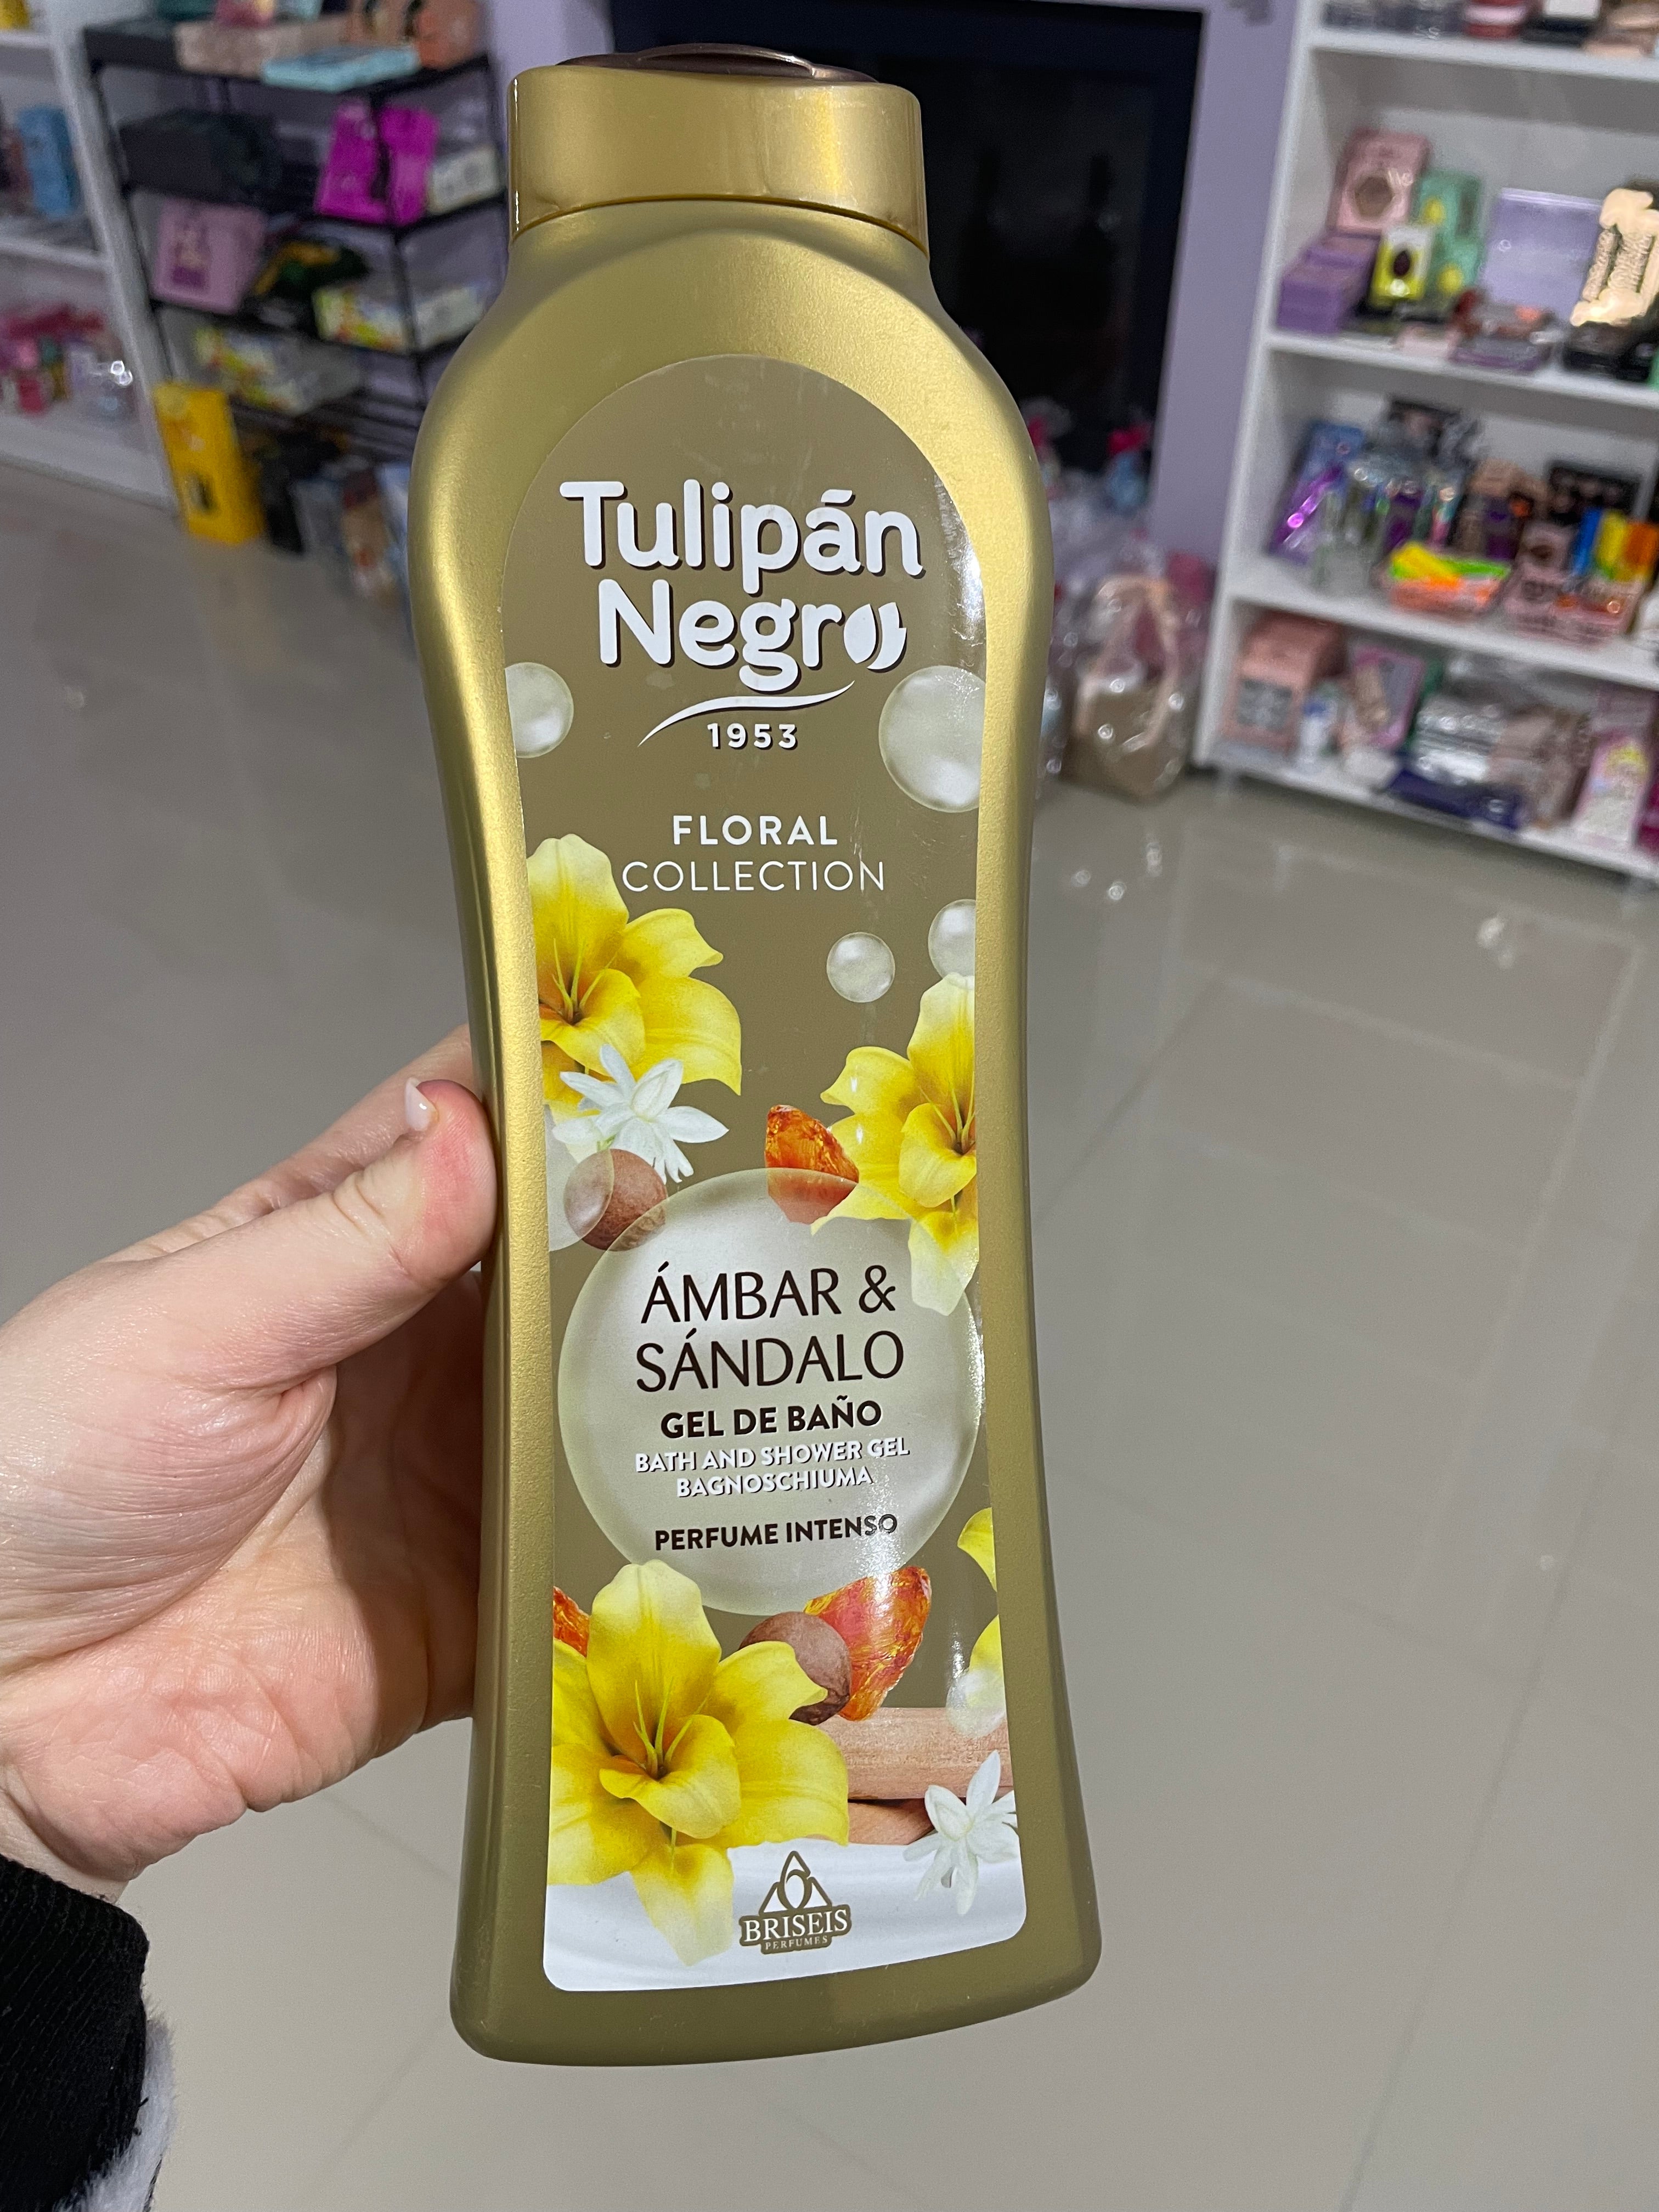 Tulipán
Negro
1953
FLORAL
COLLECTION
ÁMBAR &
SÁNDALO
GEL DE BAÑO
BATH AND SHOWER GEL
BAGNOSCHIUMA
PERFUME INTENSO
BRISEIS
PERFUMES